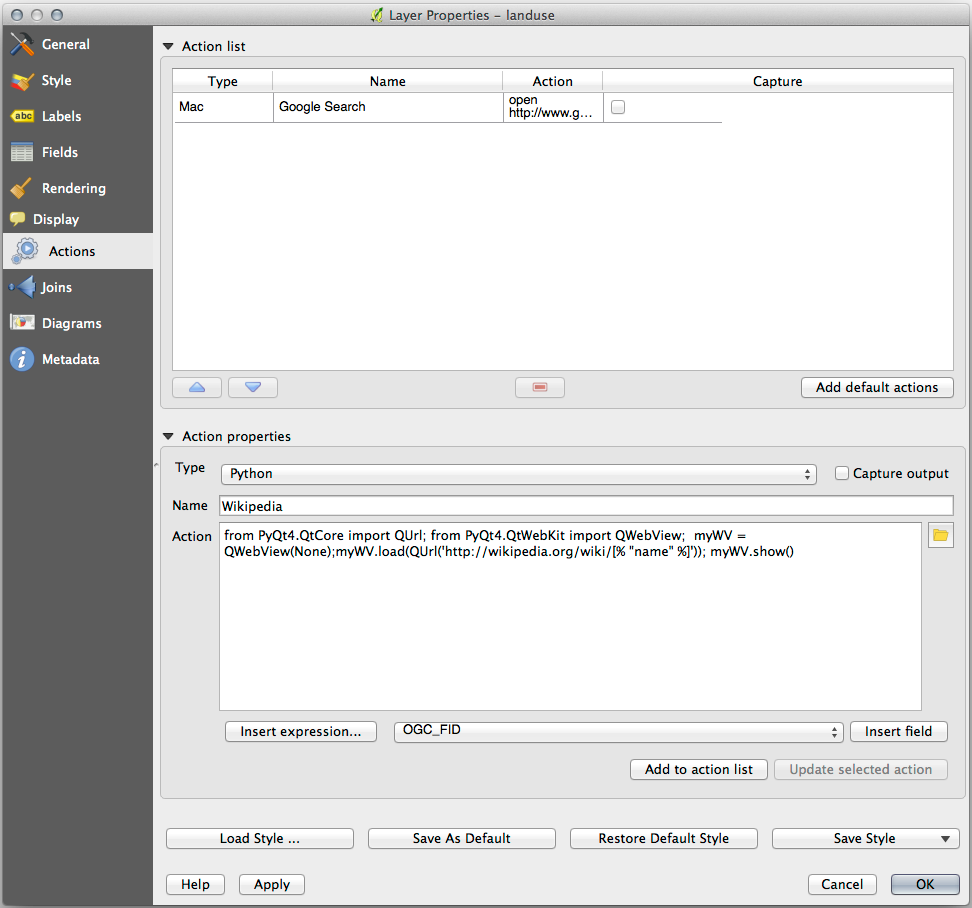 Layer Properties – landuse
General
Style
abc Labels
Fields
Rendering
Display
Actions
Joins
Diagrams
i Metadata
Action list
Type Name Action Capture
Mac Google Search open
http://www.g...
Add default actions
Action properties
Type Python Capture output
Name Wikipedia
Action from PyQt4.QtCore import QUrl; from PyQt4.QtWebKit import QWebView;  myWV =
QWebView(None);myWV.load(QUrl('http://wikipedia.org/wiki/[% "name" %]')); myWV.show()
Insert expression... OGC_FID Insert field
Add to action list Update selected action
Load Style ... Save As Default Restore Default Style Save Style
Help Apply Cancel OK